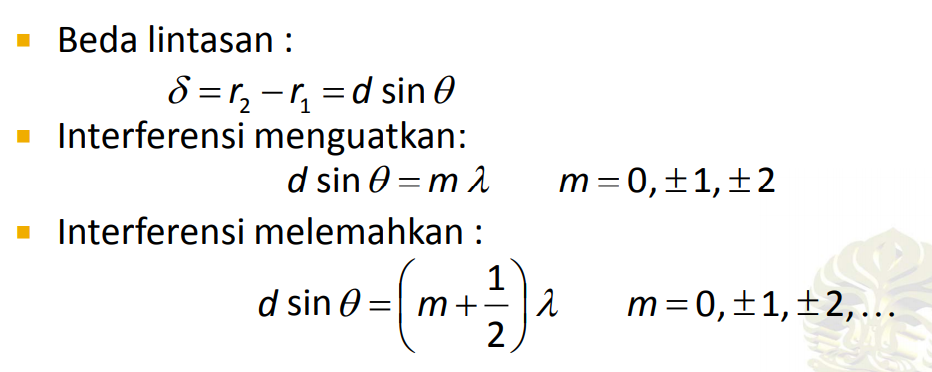 ▪ Beda lintasan :
δ = r₂ − r₁ = d sin θ
▪ Interferensi menguatkan:
d sin θ = m λ m = 0, ±1, ±2
▪ Interferensi melemahkan :
d sin θ = (m + 1/2) λ m = 0, ±1, ±2,...